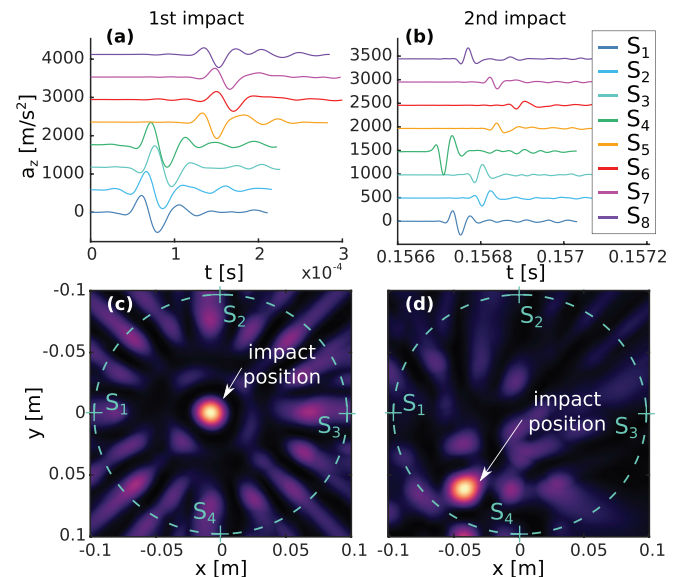 1st impact
2nd impact
(a)
(b)
a_z [m/s²]
4000
3000
2000
1000
0
0
1
2
3
t [s]
x10⁻⁴
3500
3000
2500
2000
1500
1000
500
0
0.1566
0.1568
0.157
0.1572
t [s]
S₁
S₂
S₃
S₄
S₅
S₆
S₇
S₈
(c)
(d)
y [m]
-0.1
-0.05
0
0.05
0.1
S₂
impact
position
S₁
S₃
S₄
-0.1
-0.05
0
0.05
0.1
x [m]
S₂
impact
position
S₁
S₃
S₄
-0.1
-0.05
0
0.05
0.1
x [m]